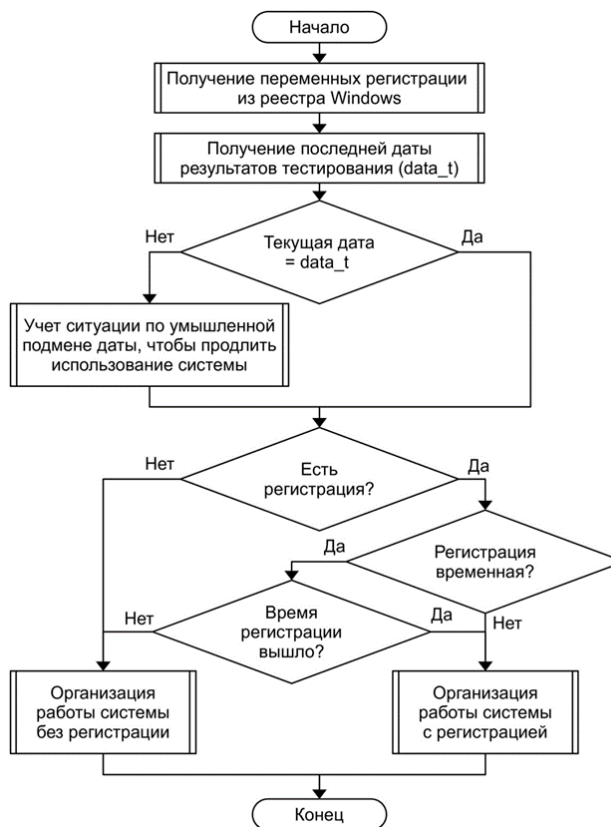 Начало
Получение переменных регистрации
из реестра Windows
Получение последней даты
результатов тестирования (data_t)
Нет
Да
Текущая дата
= data_t
Учет ситуации по умышленной
подмене даты, чтобы продлить
использование системы
Нет
Да
Есть
регистрация?
Да
Регистрация
временная?
Нет
Время
регистрации
вышло?
Да
Нет
Организация
работы системы
без регистрации
Организация
работы системы
с регистрацией
Конец